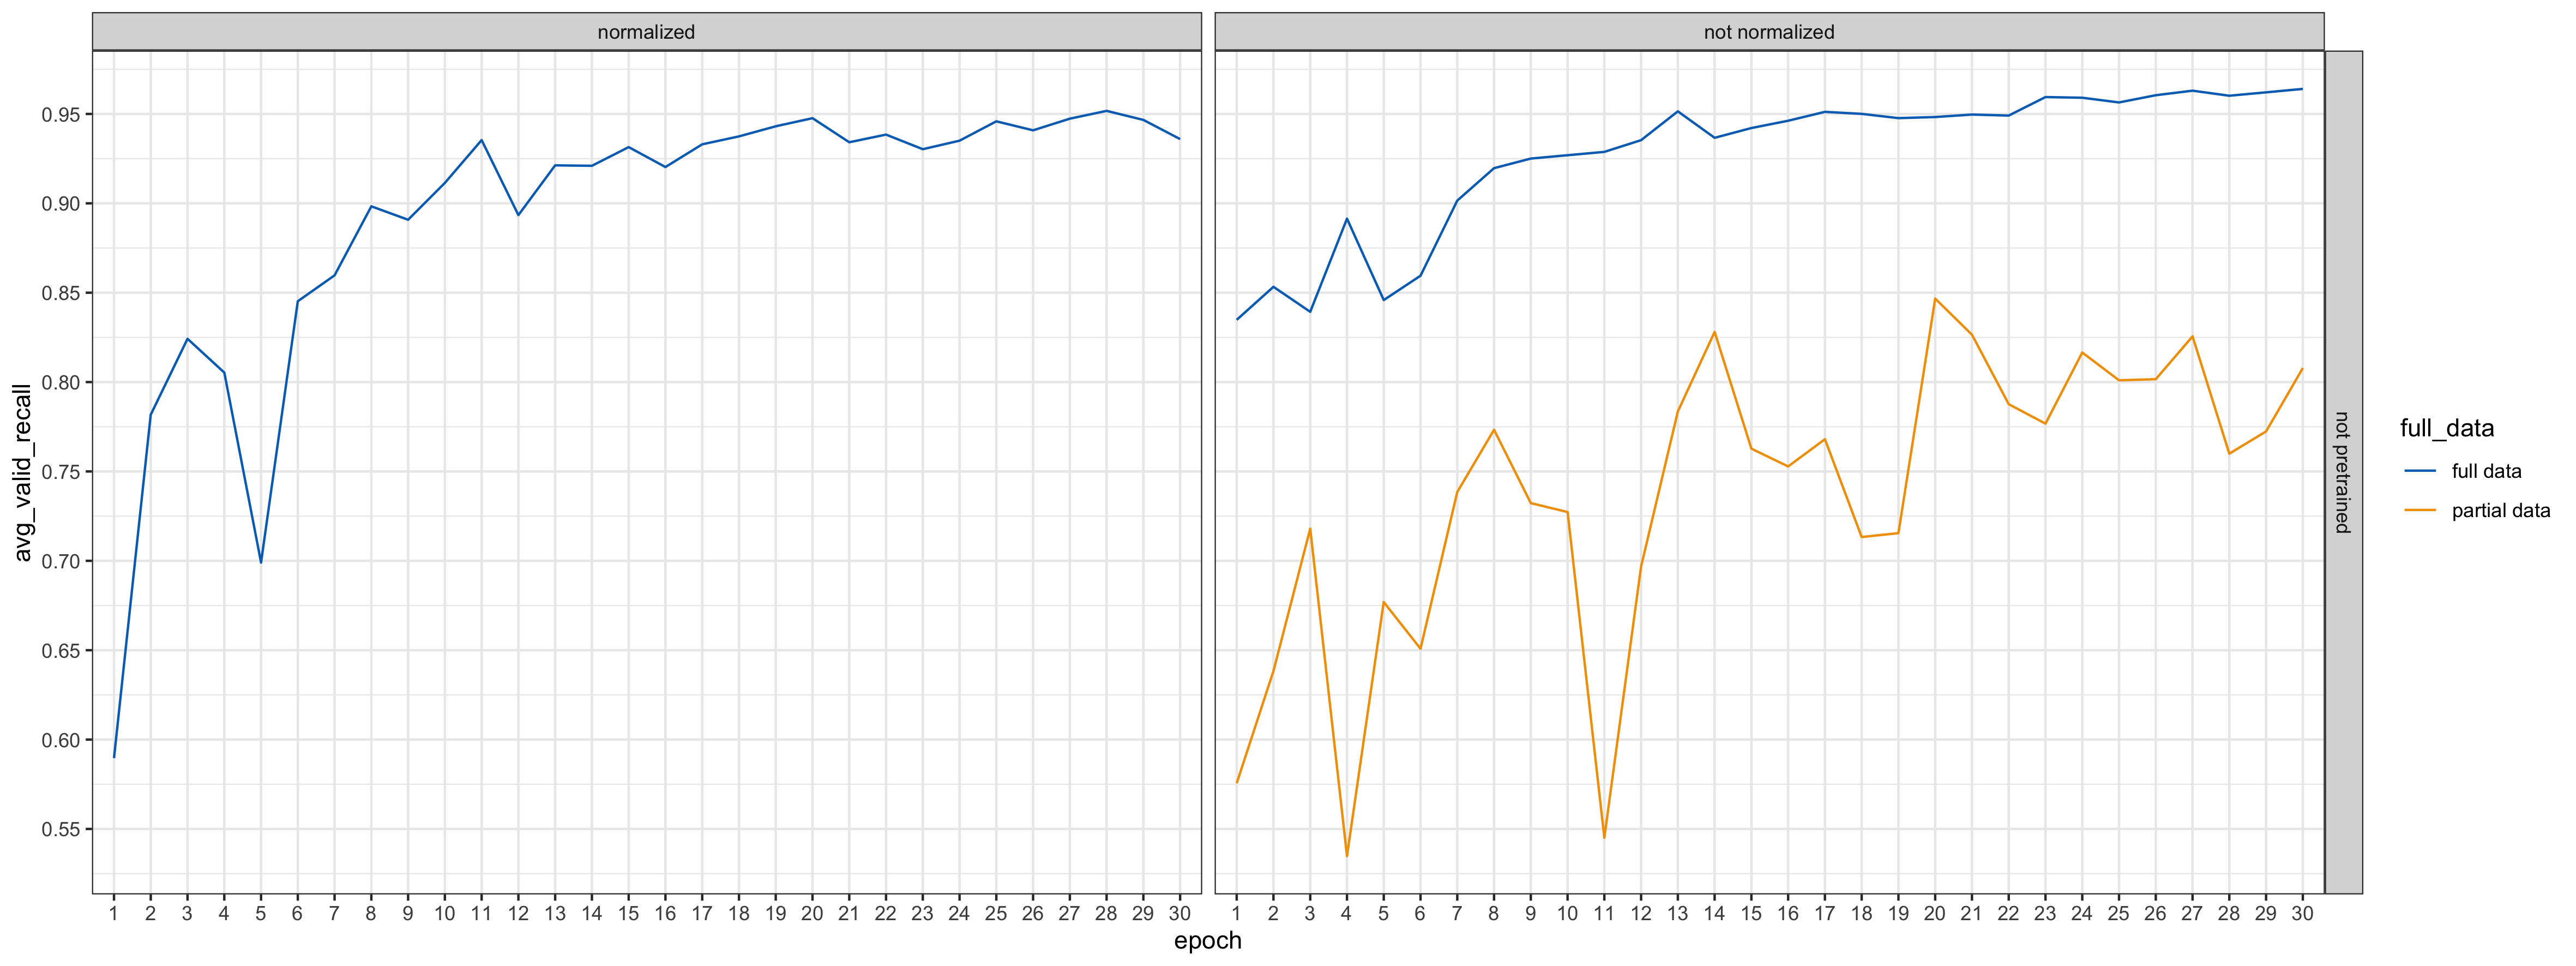 normalized
not normalized
0.95
0.90
0.85
0.80
0.75
0.70
0.65
0.60
0.55
avg_valid_recall
not pretrained
full_data
full data
partial data
1 2 3 4 5 6 7 8 9 10 11 12 13 14 15 16 17 18 19 20 21 22 23 24 25 26 27 28 29 30
1 2 3 4 5 6 7 8 9 10 11 12 13 14 15 16 17 18 19 20 21 22 23 24 25 26 27 28 29 30
epoch